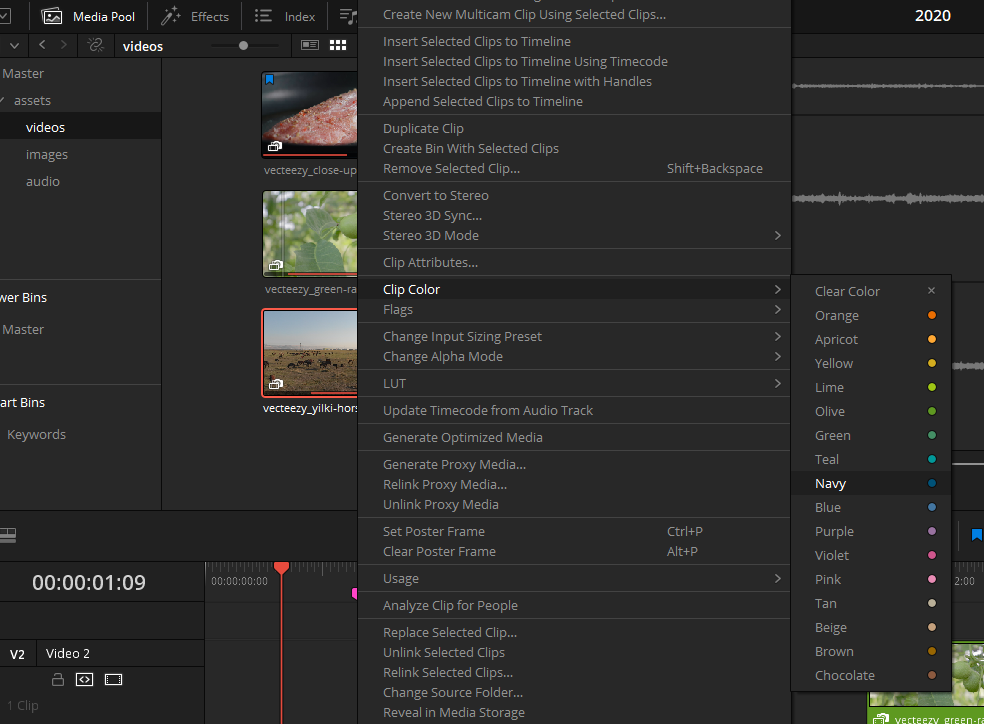 Media Pool
Effects
Index
2020
videos
Master
assets
videos
images
audio
wer Bins
Master
art Bins
Keywords
vecteezy_close-up
vecteezy_green-ra
vecteezy_yilki-hors
Create New Multicam Clip Using Selected Clips...
Insert Selected Clips to Timeline
Insert Selected Clips to Timeline Using Timecode
Insert Selected Clips to Timeline with Handles
Append Selected Clips to Timeline
Duplicate Clip
Create Bin With Selected Clips
Remove Selected Clip... Shift+Backspace
Convert to Stereo
Stereo 3D Sync...
Stereo 3D Mode
Clip Attributes...
Clip Color
Flags
Change Input Sizing Preset
Change Alpha Mode
LUT
Update Timecode from Audio Track
Generate Optimized Media
Generate Proxy Media...
Relink Proxy Media...
Unlink Proxy Media
Set Poster Frame Ctrl+P
Clear Poster Frame Alt+P
Usage
Analyze Clip for People
Replace Selected Clip...
Unlink Selected Clips
Relink Selected Clips...
Change Source Folder...
Reveal in Media Storage
Clear Color
Orange
Apricot
Yellow
Lime
Olive
Green
Teal
Navy
Blue
Purple
Violet
Pink
Tan
Beige
Brown
Chocolate
00:00:01:09
00:00:00:00
2:00
V2 Video 2
1 Clip
vecteezy_green-ra